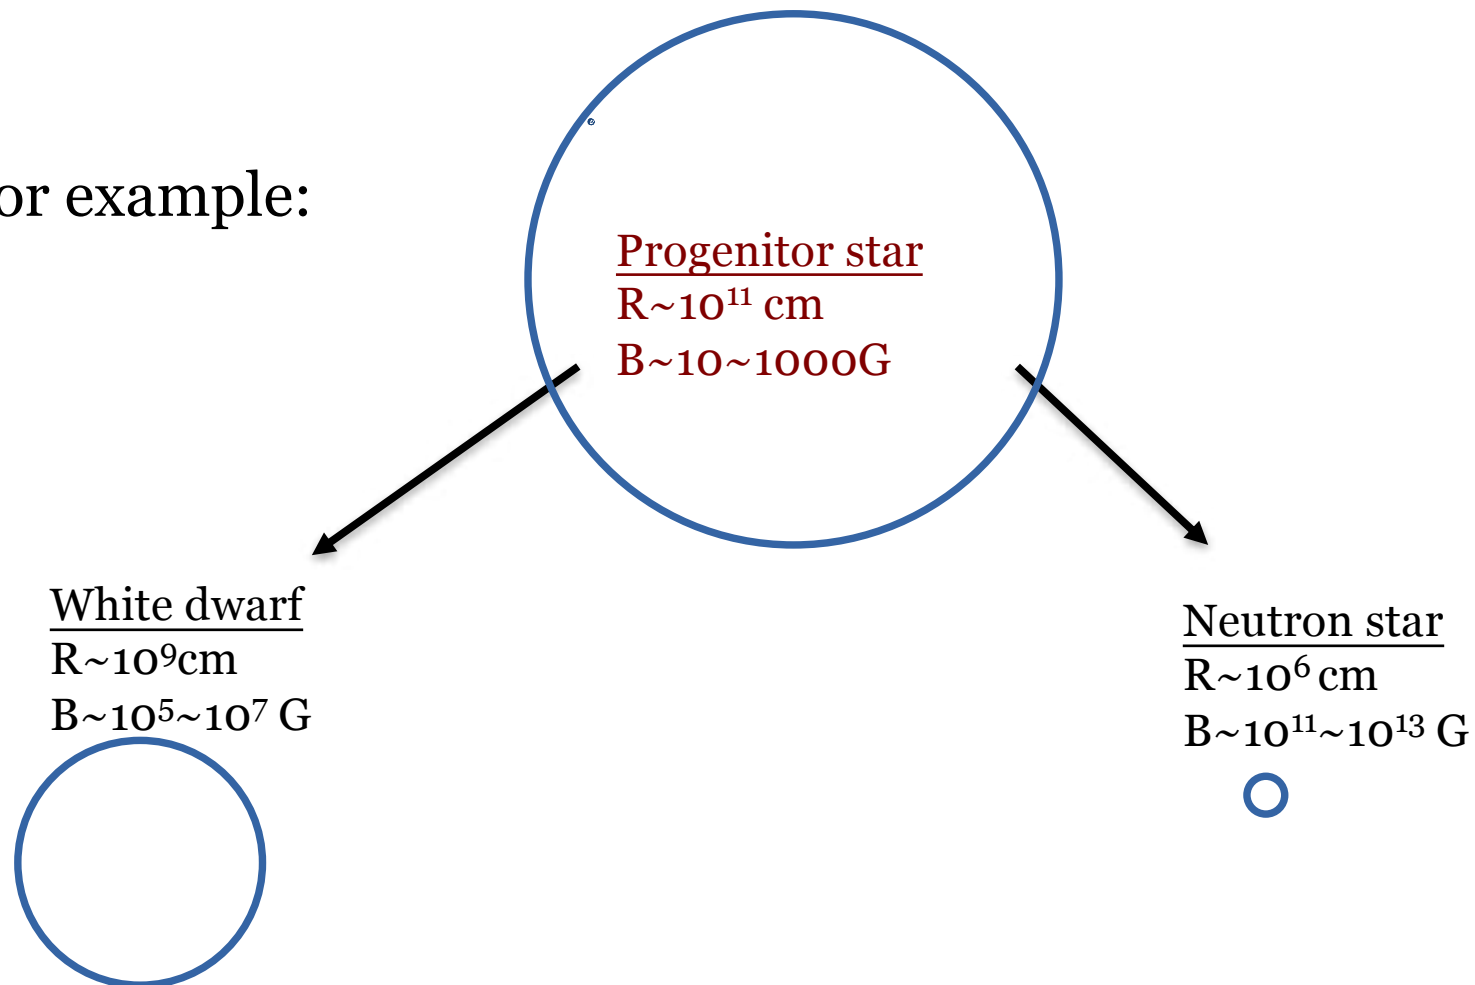 or example:
Progenitor star
R~10¹¹ cm
B~10~1000G
White dwarf
R~10⁹cm
B~10⁵~10⁷ G
Neutron star
R~10⁶ cm
B~10¹¹~10¹³ G